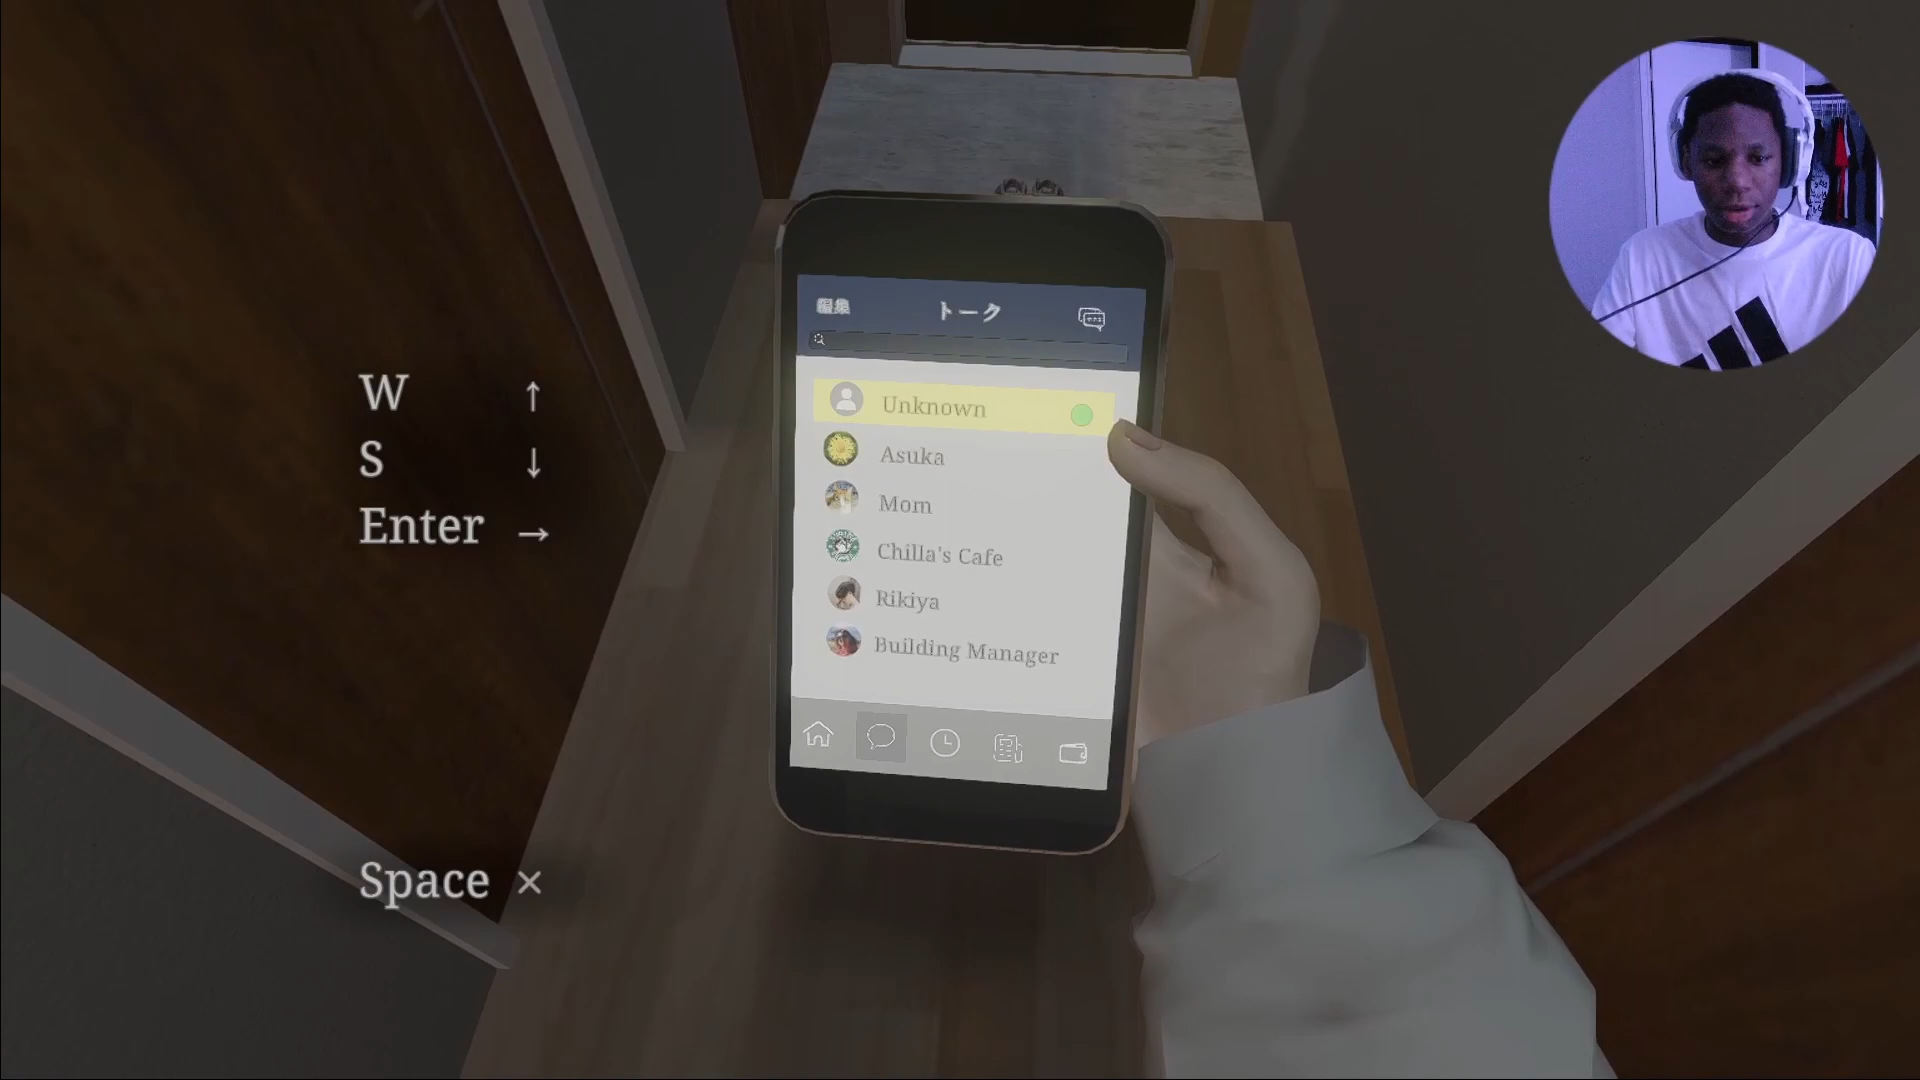 編集 トーク
Unknown
Asuka
Mom
Chilla's Cafe
Rikiya
Building Manager
W ↑
S ↓
Enter →
Space ×